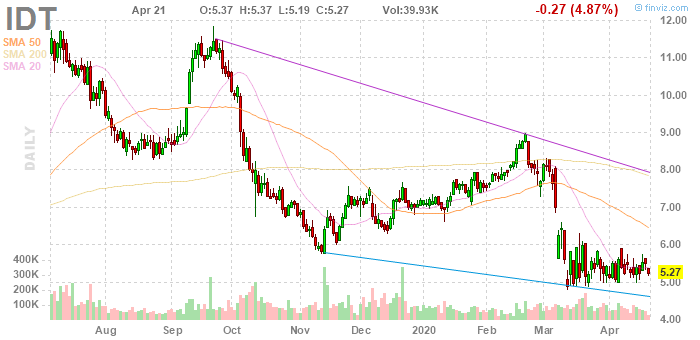 IDT
Apr 21 O:5.37 H:5.37 L:5.19 C:5.27 Vol:39.93K -0.27 (4.87%)
© finviz.com
SMA 50
SMA 200
SMA 20
DAILY
12.00
11.00
10.00
9.00
8.00
7.00
6.00
5.27
5.00
4.00
400K
300K
200K
100K
Aug Sep Oct Nov Dec 2020 Feb Mar Apr